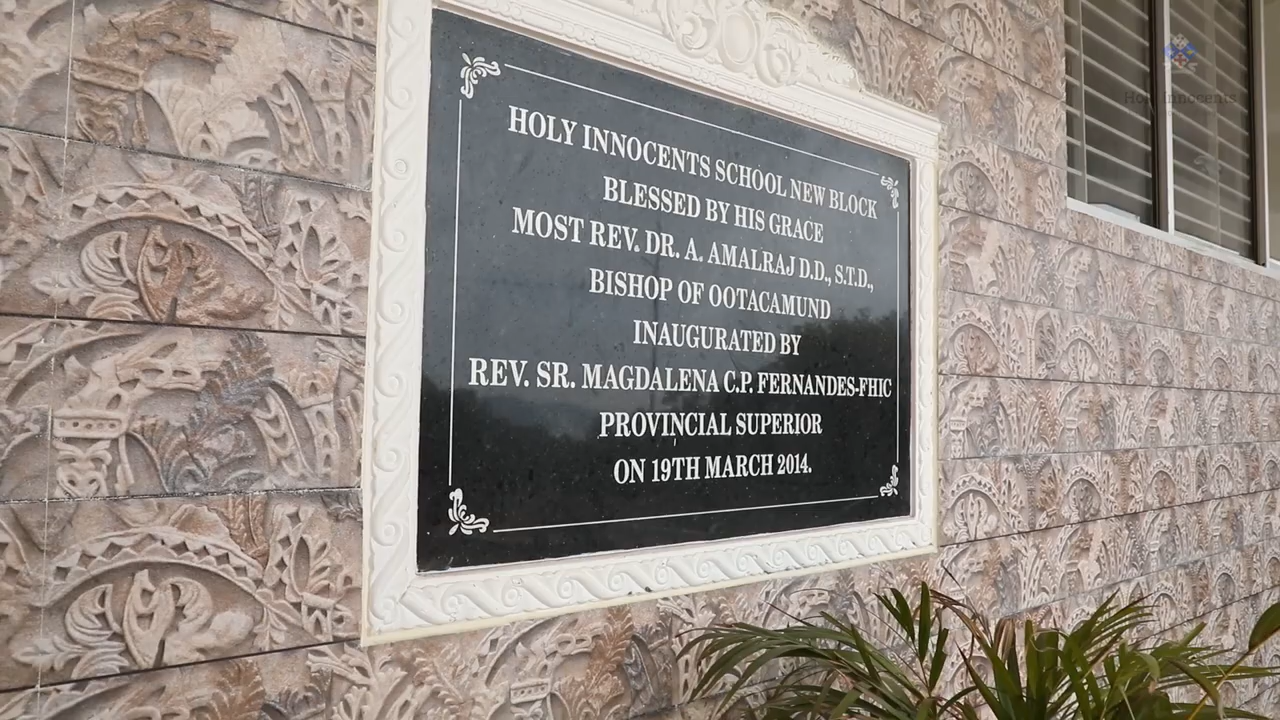 HOLY INNOCENTS SCHOOL NEW BLOCK
BLESSED BY HIS GRACE
MOST REV. DR. A. AMALRAJ D.D., S.T.D.,
BISHOP OF OOTACAMUND
INAUGURATED BY
REV. SR. MAGDALENA C.P. FERNANDES-FHIC
PROVINCIAL SUPERIOR
ON 19TH MARCH 2014.
Holy Innocents